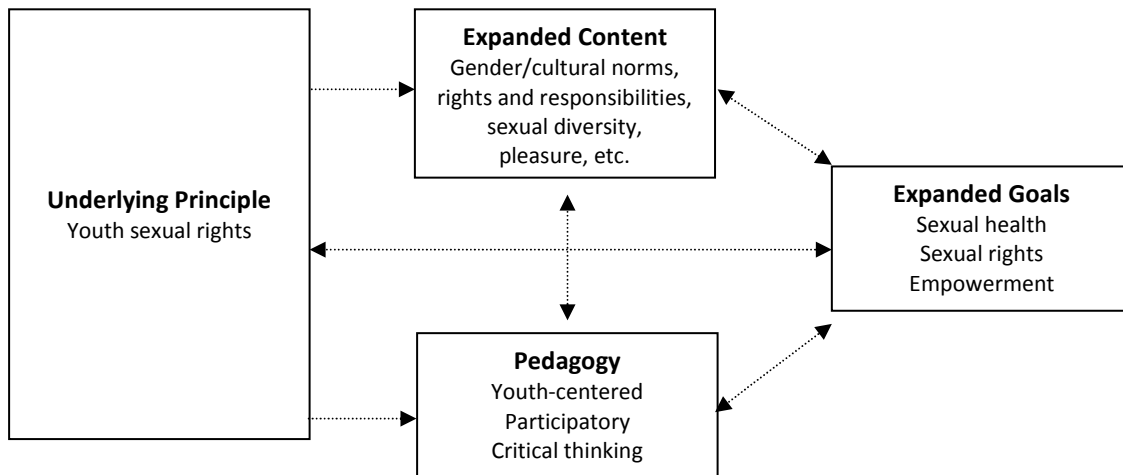 Underlying Principle
Youth sexual rights
Expanded Content
Gender/cultural norms,
rights and responsibilities,
sexual diversity,
pleasure, etc.
Pedagogy
Youth-centered
Participatory
Critical thinking
Expanded Goals
Sexual health
Sexual rights
Empowerment